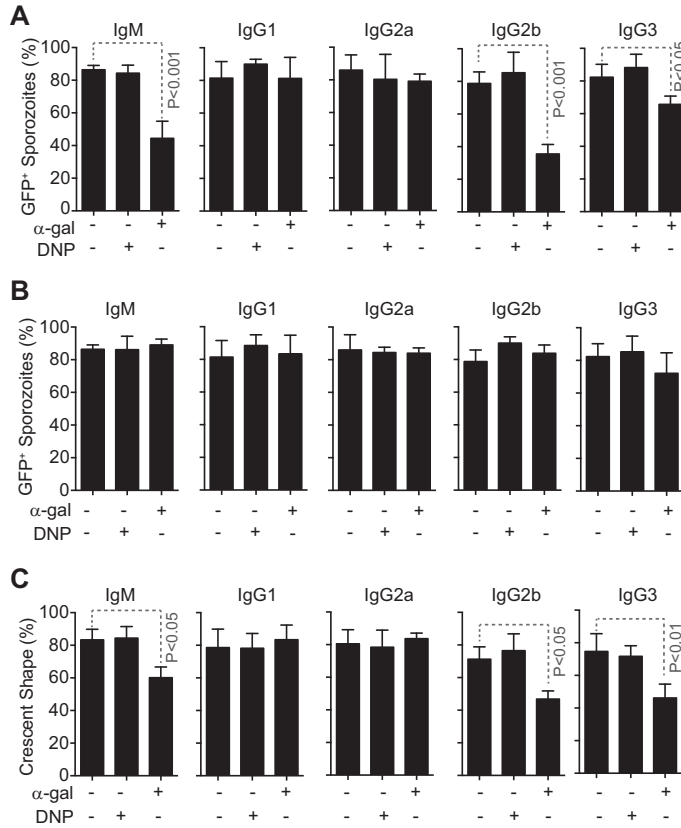 A
IgM IgG1 IgG2a IgG2b IgG3
GFP⁺ Sporozoites (%)
100
80
60
40
20
0
P<0.001
P<0.001
P<0.05
α-gal - - + - - + - - + - - + - - +
DNP - + - - + - - + - - + - - + -
B
IgM IgG1 IgG2a IgG2b IgG3
GFP⁺ Sporozoites (%)
100
80
60
40
20
0
α-gal - - + - - + - - + - - + - - +
DNP - + - - + - - + - - + - - + -
C
IgM IgG1 IgG2a IgG2b IgG3
Crescent Shape (%)
100
80
60
40
20
0
P<0.05
P<0.05
P<0.01
α-gal - - + - - + - - + - - + - - +
DNP - + - - + - - + - - + - - + -